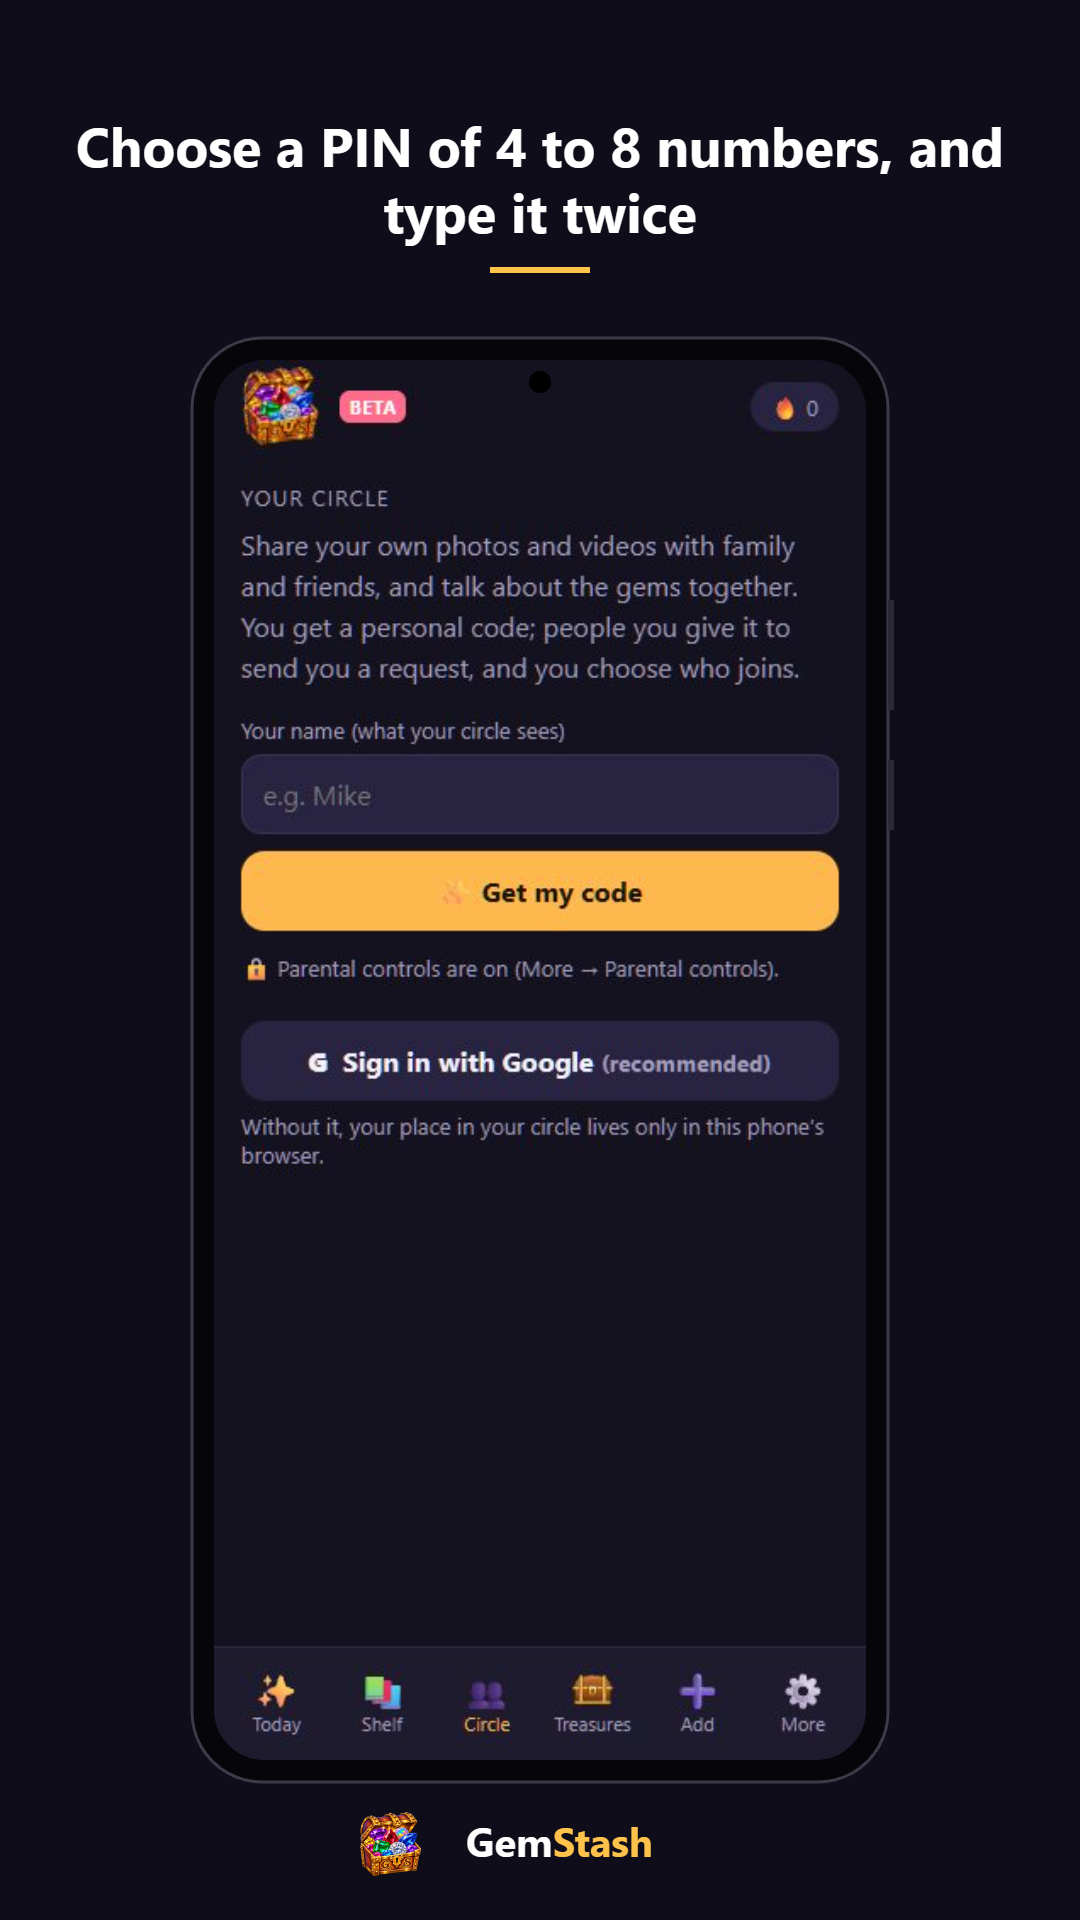 Choose a PIN of 4 to 8 numbers, and
type it twice
BETA
0
YOUR CIRCLE
Share your own photos and videos with family
and friends, and talk about the gems together.
You get a personal code; people you give it to
send you a request, and you choose who joins.
Your name (what your circle sees)
e.g. Mike
Get my code
Parental controls are on (More → Parental controls).
G Sign in with Google (recommended)
Without it, your place in your circle lives only in this phone's
browser.
Today Shelf Circle Treasures Add More
GemStash